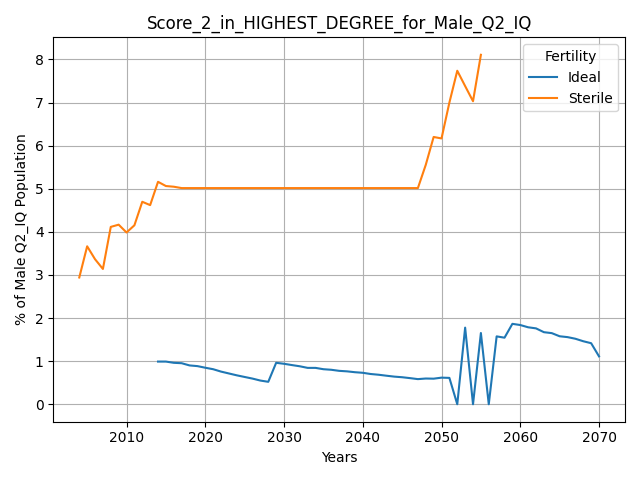 Score_2_in_HIGHEST_DEGREE_for_Male_Q2_IQ
Fertility
Ideal
Sterile
% of Male Q2_IQ Population
8
7
6
5
4
3
2
1
0
2010 2020 2030 2040 2050 2060 2070
Years